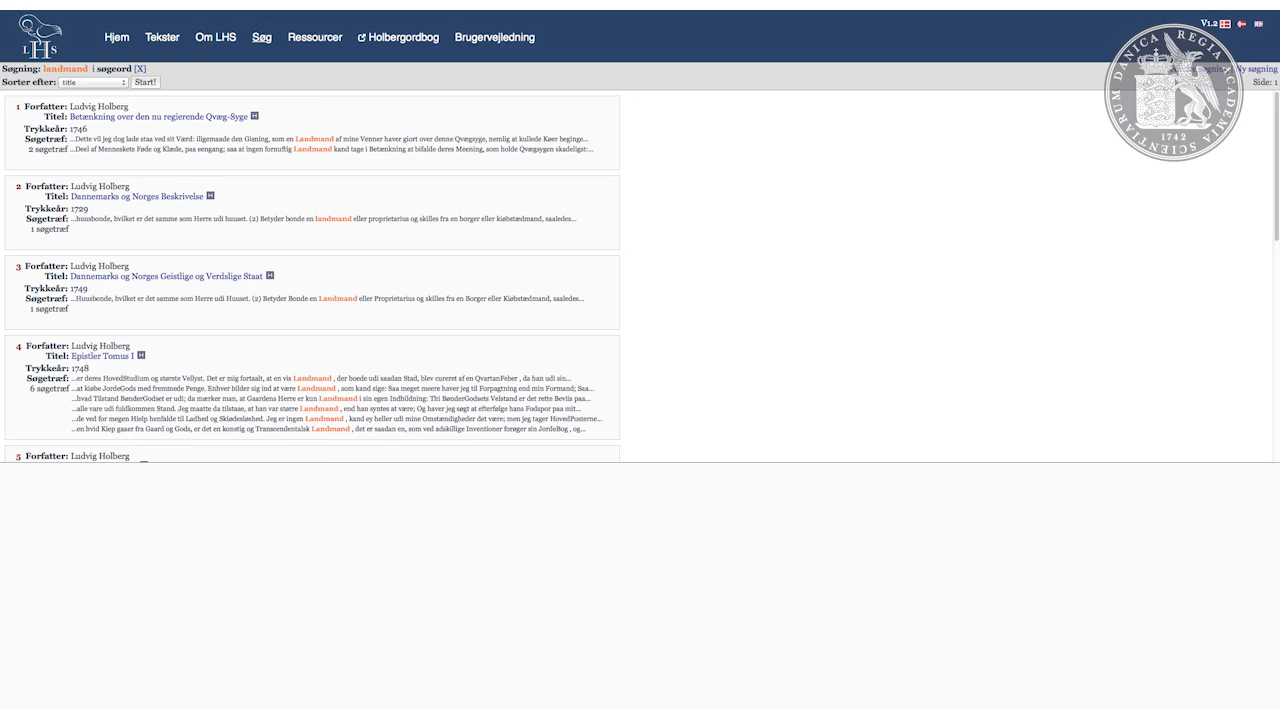 LHS
Hjem Tekster Om LHS Søg Ressourcer Holbergordbog Brugervejledning
V1.2
Søgning: landmand i søgeord [X]
Ny søgning
Sorter efter: title Start!
Side: 1
SCIENTIARUM DANICA REGIA ACADEMIA
1742
1 Forfatter: Ludvig Holberg
Titel: Betænkning over den nu regierende Qvæg-Syge H
Trykkeår: 1746
Søgetræf: ...Dette vil jeg dog lade staa ved sit Værd: iligemaade den Gisning, som en Landmand af mine Venner haver giort over denne Qvægsyge, nemlig at kullede Køer beginge...
2 søgetræf ...Deel af Menneskets Føde og Klæde, paa eengang; saa at ingen fornuftig Landmand kand tage i Betænkning at bifalde deres Meening, som holde Qvægsygen skadeligst:...
2 Forfatter: Ludvig Holberg
Titel: Dannemarks og Norges Beskrivelse H
Trykkeår: 1729
Søgetræf: ...huusbonde, hvilket er det samme som Herre udi huuset. (2) Betyder bonde en landmand eller proprietarius og skilles fra en borger eller kiøbstædmand, saaledes...
1 søgetræf
3 Forfatter: Ludvig Holberg
Titel: Dannemarks og Norges Geistlige og Verdslige Staat H
Trykkeår: 1749
Søgetræf: ...Huusbonde, hvilket er det samme som Herre udi Huuset. (2) Betyder Bonde en Landmand eller Proprietarius og skilles fra en Borger eller Kiøbstædmand, saaledes...
1 søgetræf
4 Forfatter: Ludvig Holberg
Titel: Epistler Tomus I H
Trykkeår: 1748
Søgetræf: ...er deres HovedStudium og største Vellyst. Det er mig fortaalt, at en vis Landmand , der boede udi saadan Stad, blev cureret af en QvartanFeber , da han udi sin...
6 søgetræf ...at kiøbe JordeGods med fremmede Penge. Enhver bilder sig ind at være Landmand , som kand sige: Saa meget meere haver jeg til Forpagtning end min Formand; Saa...
...hvad Tilstand BønderGodset er udi; da mærker man, at Gaardens Herre er kun Landmand i sin egen Indbildning: Thi BønderGodsets Velstand er det rette Beviis paa...
...alle vare udi fuldkommen Stand. Jeg maatte da tilstaae, at han var større Landmand , end han syntes at være; Og haver jeg søgt at efterfølge hans Fodspor paa mit...
...de ved for megen Hielp henfalde til Ladhed og Skiødesløshed. Jeg er ingen Landmand , kand ey heller udi mine Omstændigheder det være; men jeg tager HovedPosterne...
...en hvid Kiep gaaer fra Gaard og Gods, er det en konstig og Transcendentalsk Landmand , det er saadan en, som ved adskillige Inventioner forøger sin JordeBog , og...
5 Forfatter: Ludvig Holberg